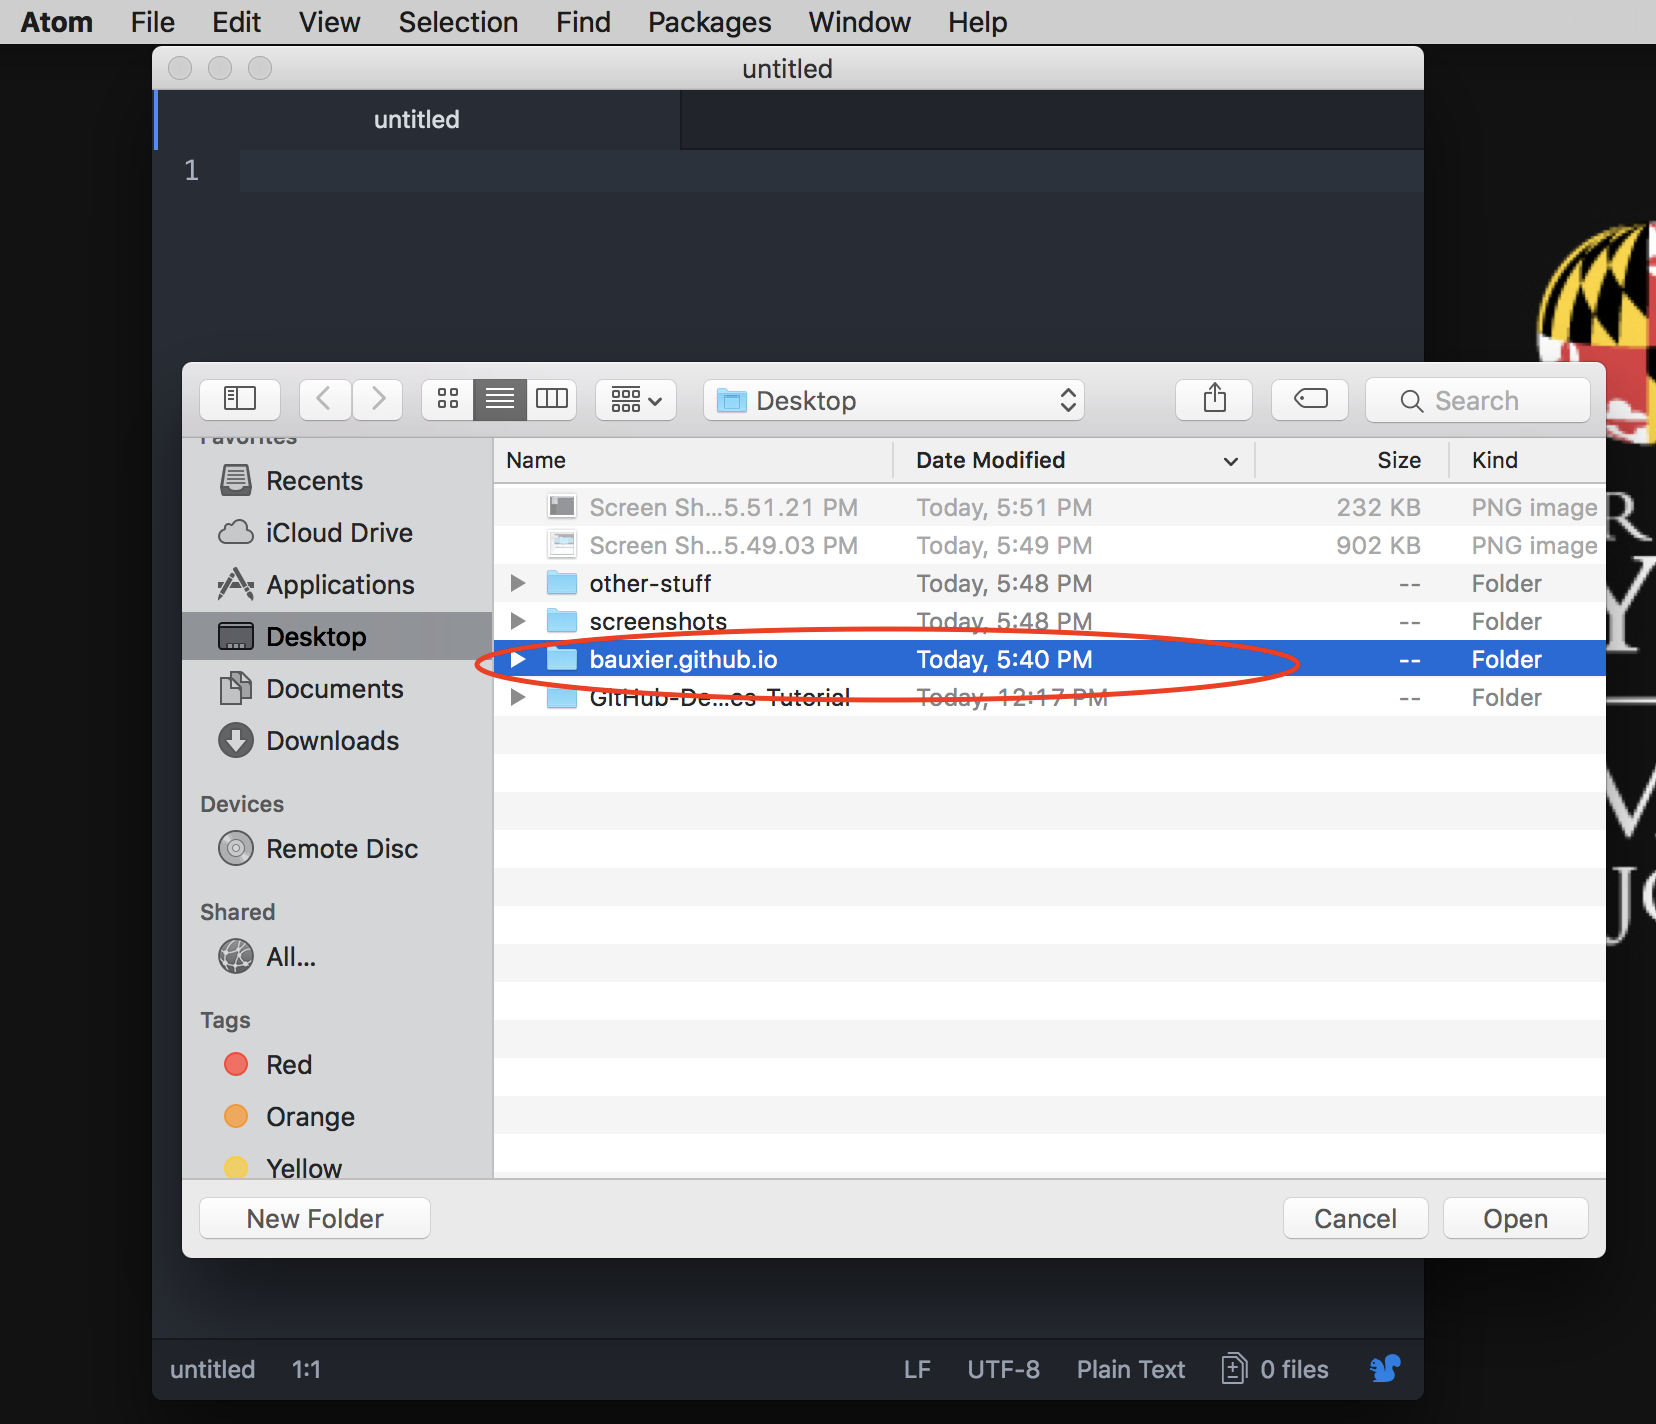 Atom File Edit View Selection Find Packages Window Help
untitled
untitled
1
Desktop
Search
Favorites
Recents
iCloud Drive
Applications
Desktop
Documents
Downloads
Devices
Remote Disc
Shared
All...
Tags
Red
Orange
Yellow
Name Date Modified Size Kind
Screen Sh...5.51.21 PM Today, 5:51 PM 232 KB PNG image
Screen Sh...5.49.03 PM Today, 5:49 PM 902 KB PNG image
other-stuff Today, 5:48 PM -- Folder
screenshots Today, 5:48 PM -- Folder
bauxier.github.io Today, 5:40 PM -- Folder
GitHub-De...es-Tutorial Today, 12:17 PM -- Folder
New Folder Cancel Open
untitled 1:1 LF UTF-8 Plain Text 0 files